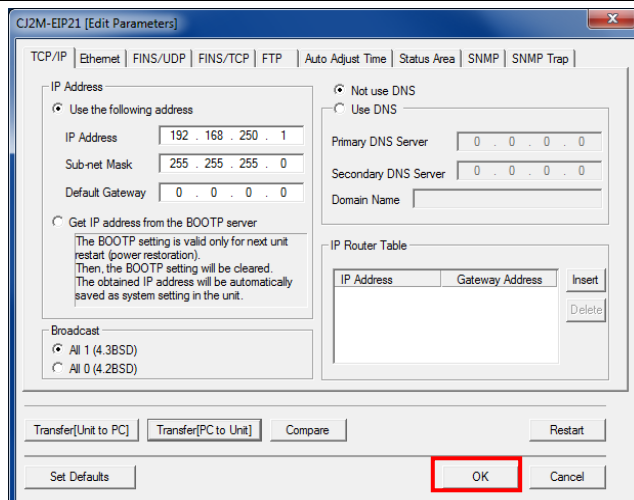 CJ2M-EIP21 [Edit Parameters]
TCP/IP Ethernet FINS/UDP FINS/TCP FTP Auto Adjust Time Status Area SNMP SNMP Trap
IP Address
Use the following address
IP Address 192 . 168 . 250 . 1
Sub-net Mask 255 . 255 . 255 . 0
Default Gateway 0 . 0 . 0 . 0
Get IP address from the BOOTP server
The BOOTP setting is valid only for next unit
restart (power restoration).
Then, the BOOTP setting will be cleared.
The obtained IP address will be automatically
saved as system setting in the unit.
Broadcast
All 1 (4.3BSD)
All 0 (4.2BSD)
Not use DNS
Use DNS
Primary DNS Server 0 . 0 . 0 . 0
Secondary DNS Server 0 . 0 . 0 . 0
Domain Name
IP Router Table
IP Address Gateway Address Insert
Delete
Transfer[Unit to PC] Transfer[PC to Unit] Compare Restart
Set Defaults OK Cancel